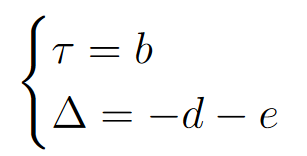 τ = b
Δ = −d − e